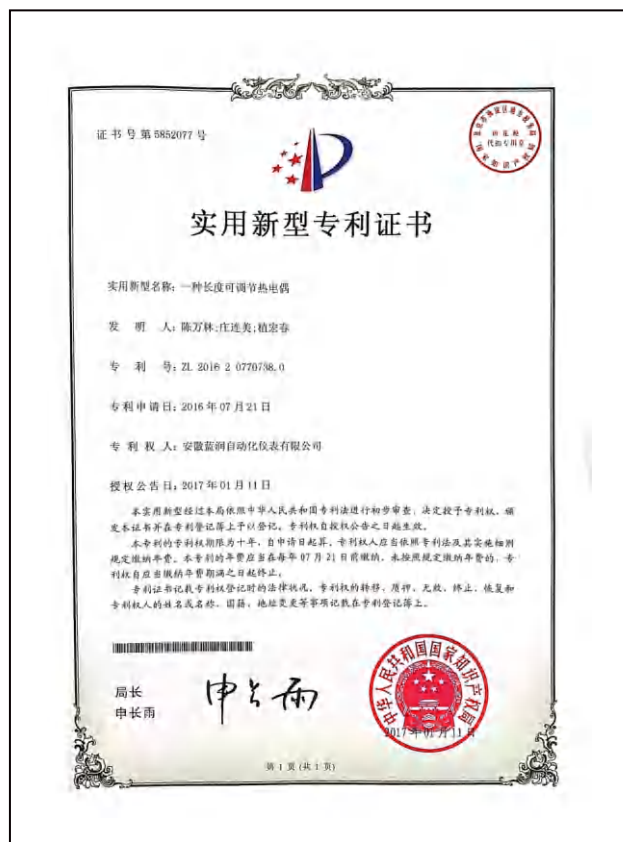 证书号第5852077号
实用新型专利证书
实用新型名称：一种长度可调节热电偶
发 明 人：陈万林;庄连美;植宏春
专 利 号：ZL 2016 2 0770738.0
专利申请日：2016年07月21日
专 利 权 人：安徽蓝润自动化仪表有限公司
授权公告日：2017年01月11日
本实用新型经过本局依照中华人民共和国专利法进行初步审查，决定授予专利权，颁
发本证书并在专利登记簿上予以登记。专利权自授权公告之日起生效。
本专利的专利权期限为十年，自申请日起算。专利权人应当依照专利法及其实施细则
规定缴纳年费。本专利的年费应当在每年07月21日前缴纳。未按照规定缴纳年费的，专
利权自应当缴纳年费期满之日起终止。
专利证书记载专利权登记时的法律状况。专利权的转移、质押、无效、终止、恢复和
专利权人的姓名或名称、国籍、地址变更等事项记载在专利登记簿上。
局长
申长雨
申长雨
中华人民共和国国家知识产权局
2017年01月11日
第1页(共1页)